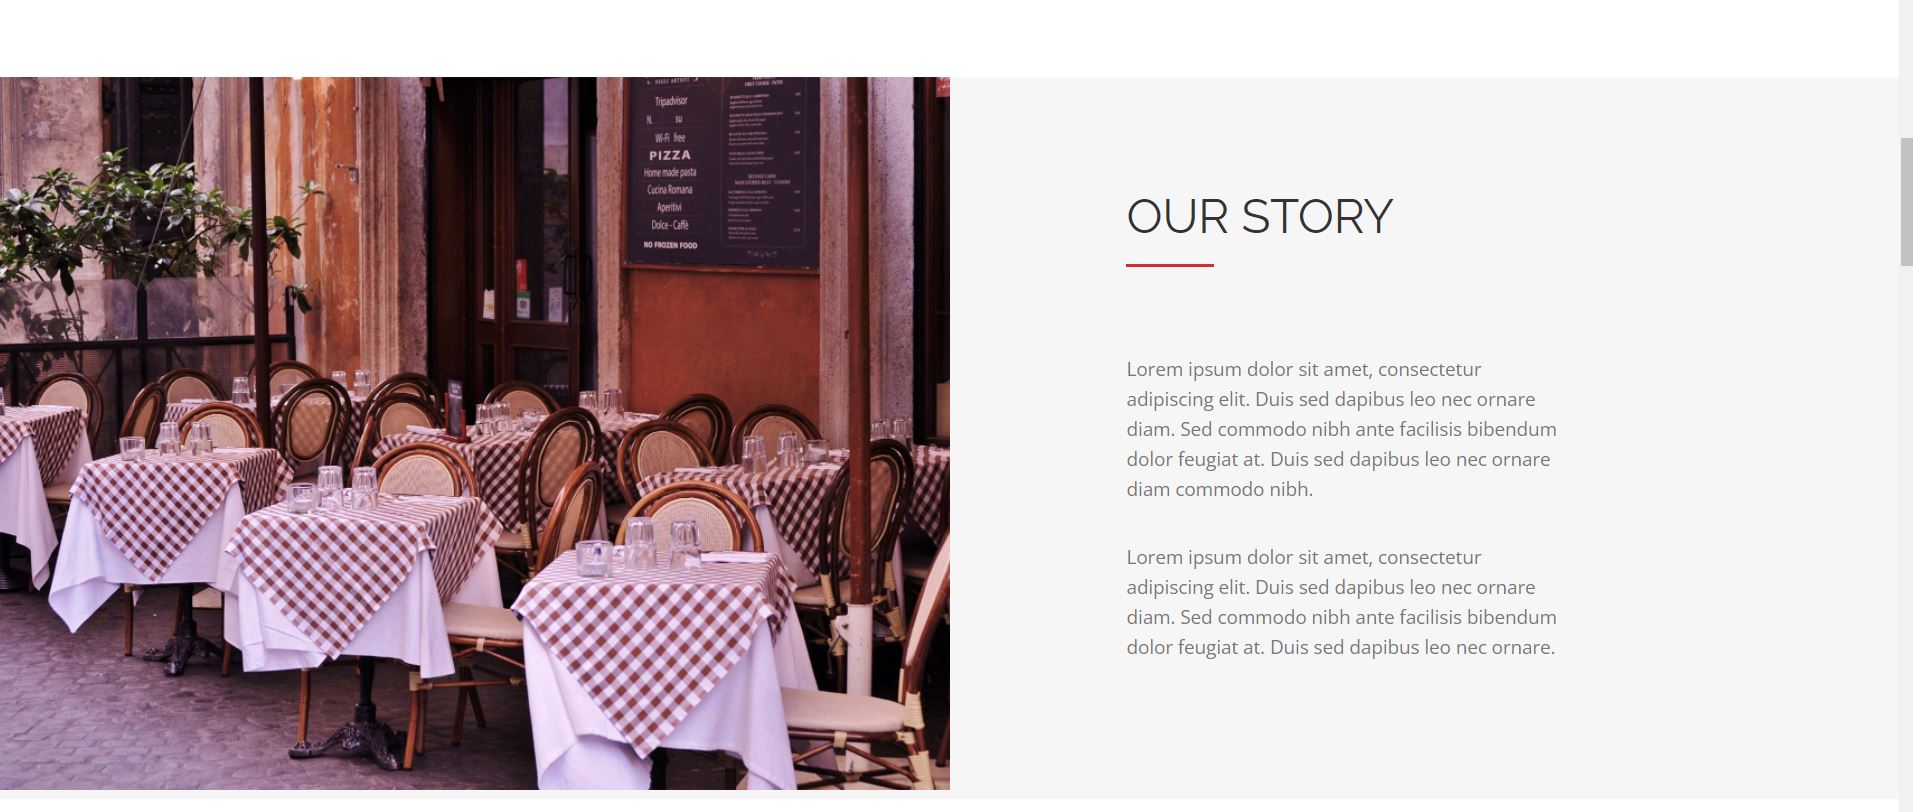 Tripadvisor
N. su
Wi-Fi free
PIZZA
Home made pasta
Cucina Romana
Aperitivi
Dolce - Caffè
NO FROZEN FOOD
OUR STORY
Lorem ipsum dolor sit amet, consectetur
adipiscing elit. Duis sed dapibus leo nec ornare
diam. Sed commodo nibh ante facilisis bibendum
dolor feugiat at. Duis sed dapibus leo nec ornare
diam commodo nibh.
Lorem ipsum dolor sit amet, consectetur
adipiscing elit. Duis sed dapibus leo nec ornare
diam. Sed commodo nibh ante facilisis bibendum
dolor feugiat at. Duis sed dapibus leo nec ornare.